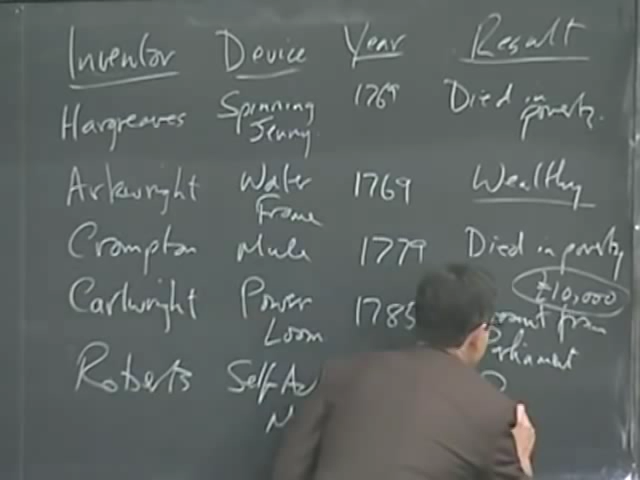 Inventor Device Year Result
Hargreaves Spinning Jenny 1769 Died in poverty.
Arkwright Water Frame 1769 Wealthy
Crompton Mule 1779 Died in poverty
Cartwright Power Loom 1785 £10,000 from Parliament
Roberts Self-Ac